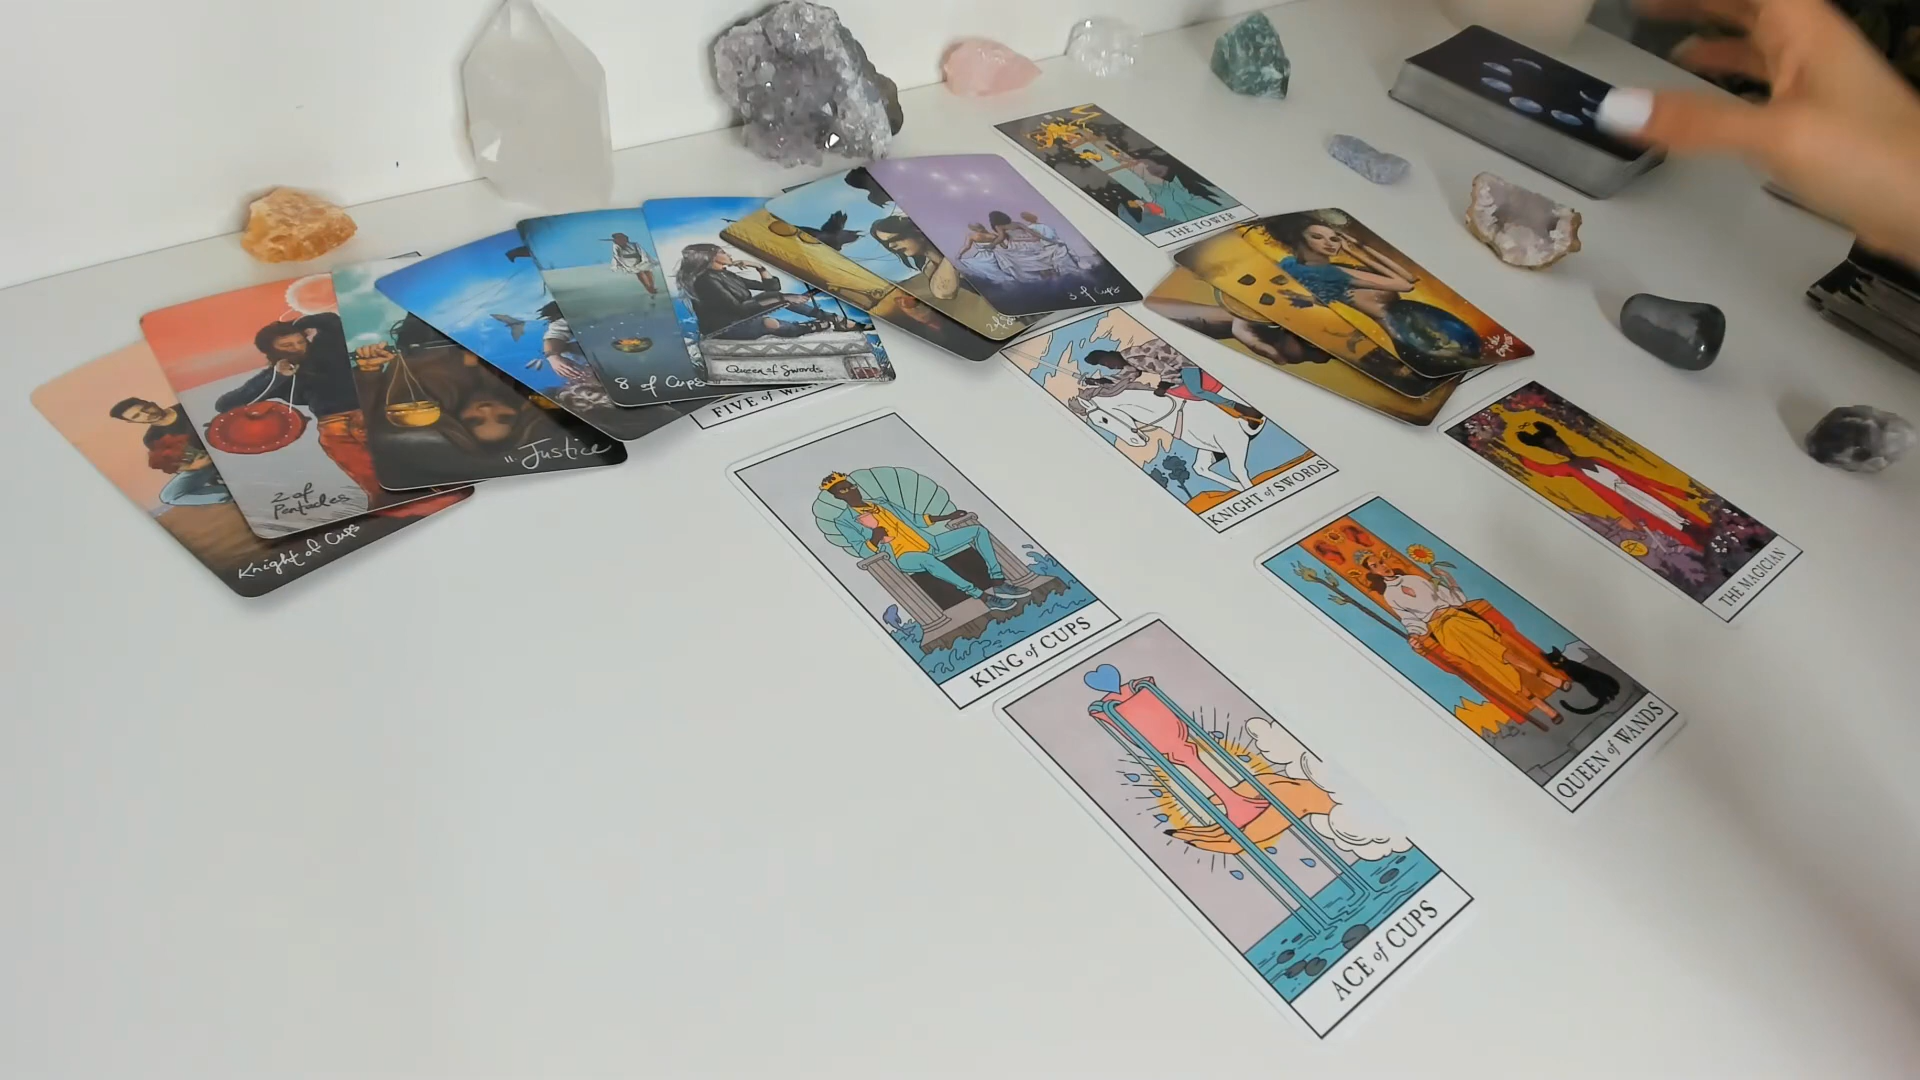 THE TOWER
3 of Cups
Queen of Swords
8 of Cups
FIVE of
11. Justice
2 of
Pentacles
Knight of Cups
KNIGHT of SWORDS
THE MAGICIAN
KING of CUPS
QUEEN of WANDS
ACE of CUPS